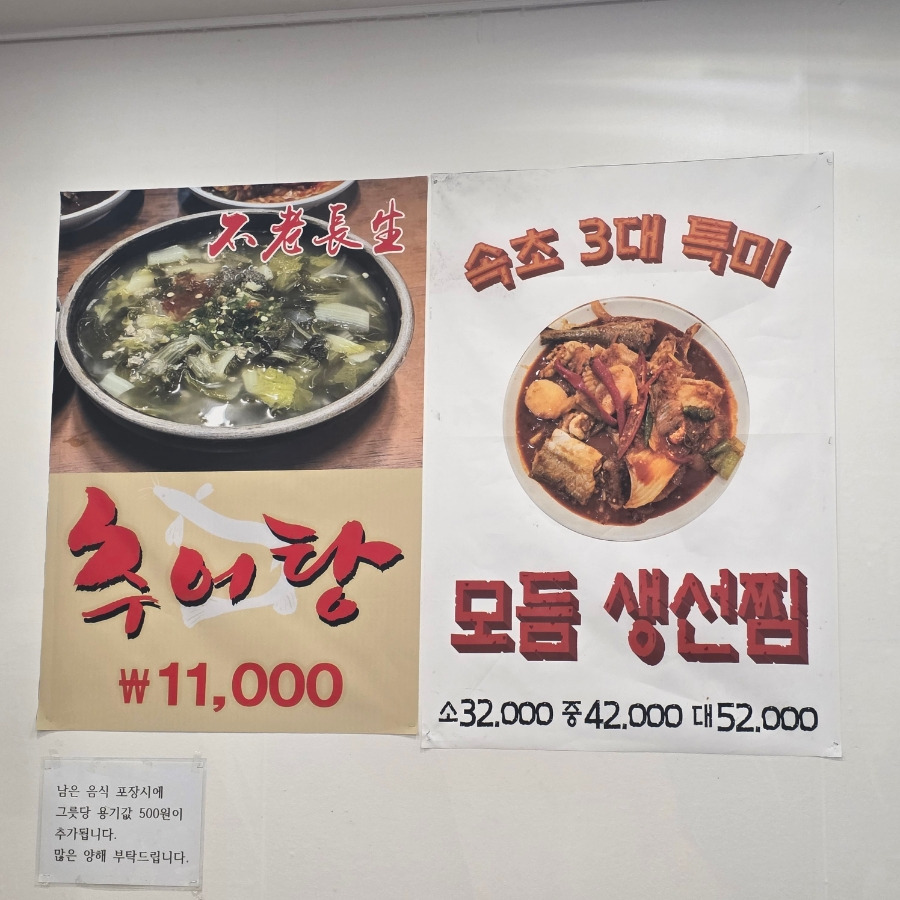 不老長生
추어탕
₩11,000
속초 3대 특미
모듬 생선찜
소32.000 중42.000 대52.000
남은 음식 포장시에
그릇당 용기값 500원이
추가됩니다.
많은 양해 부탁드립니다.